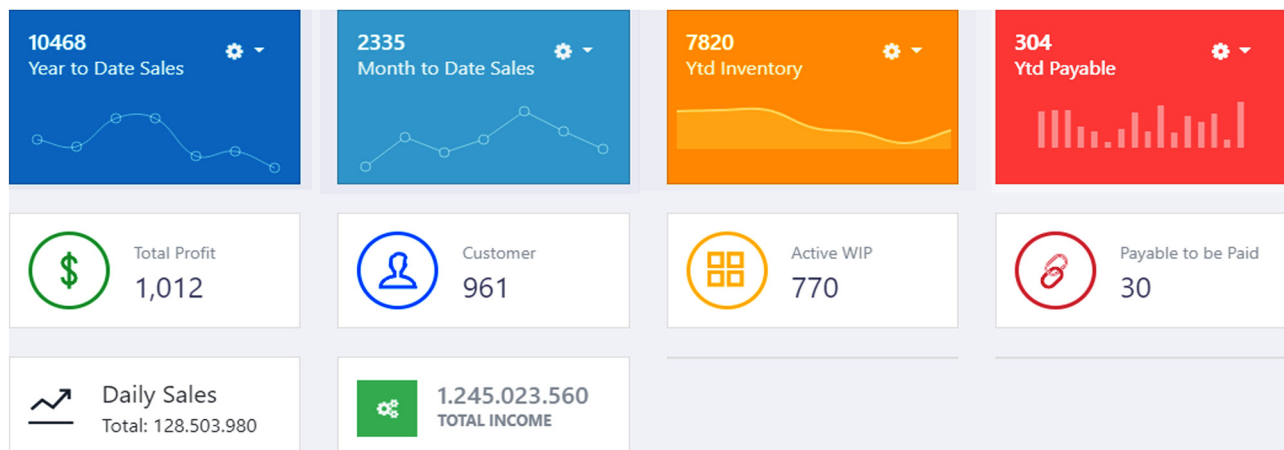 10468
Year to Date Sales
2335
Month to Date Sales
7820
Ytd Inventory
304
Ytd Payable
Total Profit
1,012
Customer
961
Active WIP
770
Payable to be Paid
30
Daily Sales
Total: 128.503.980
1.245.023.560
TOTAL INCOME